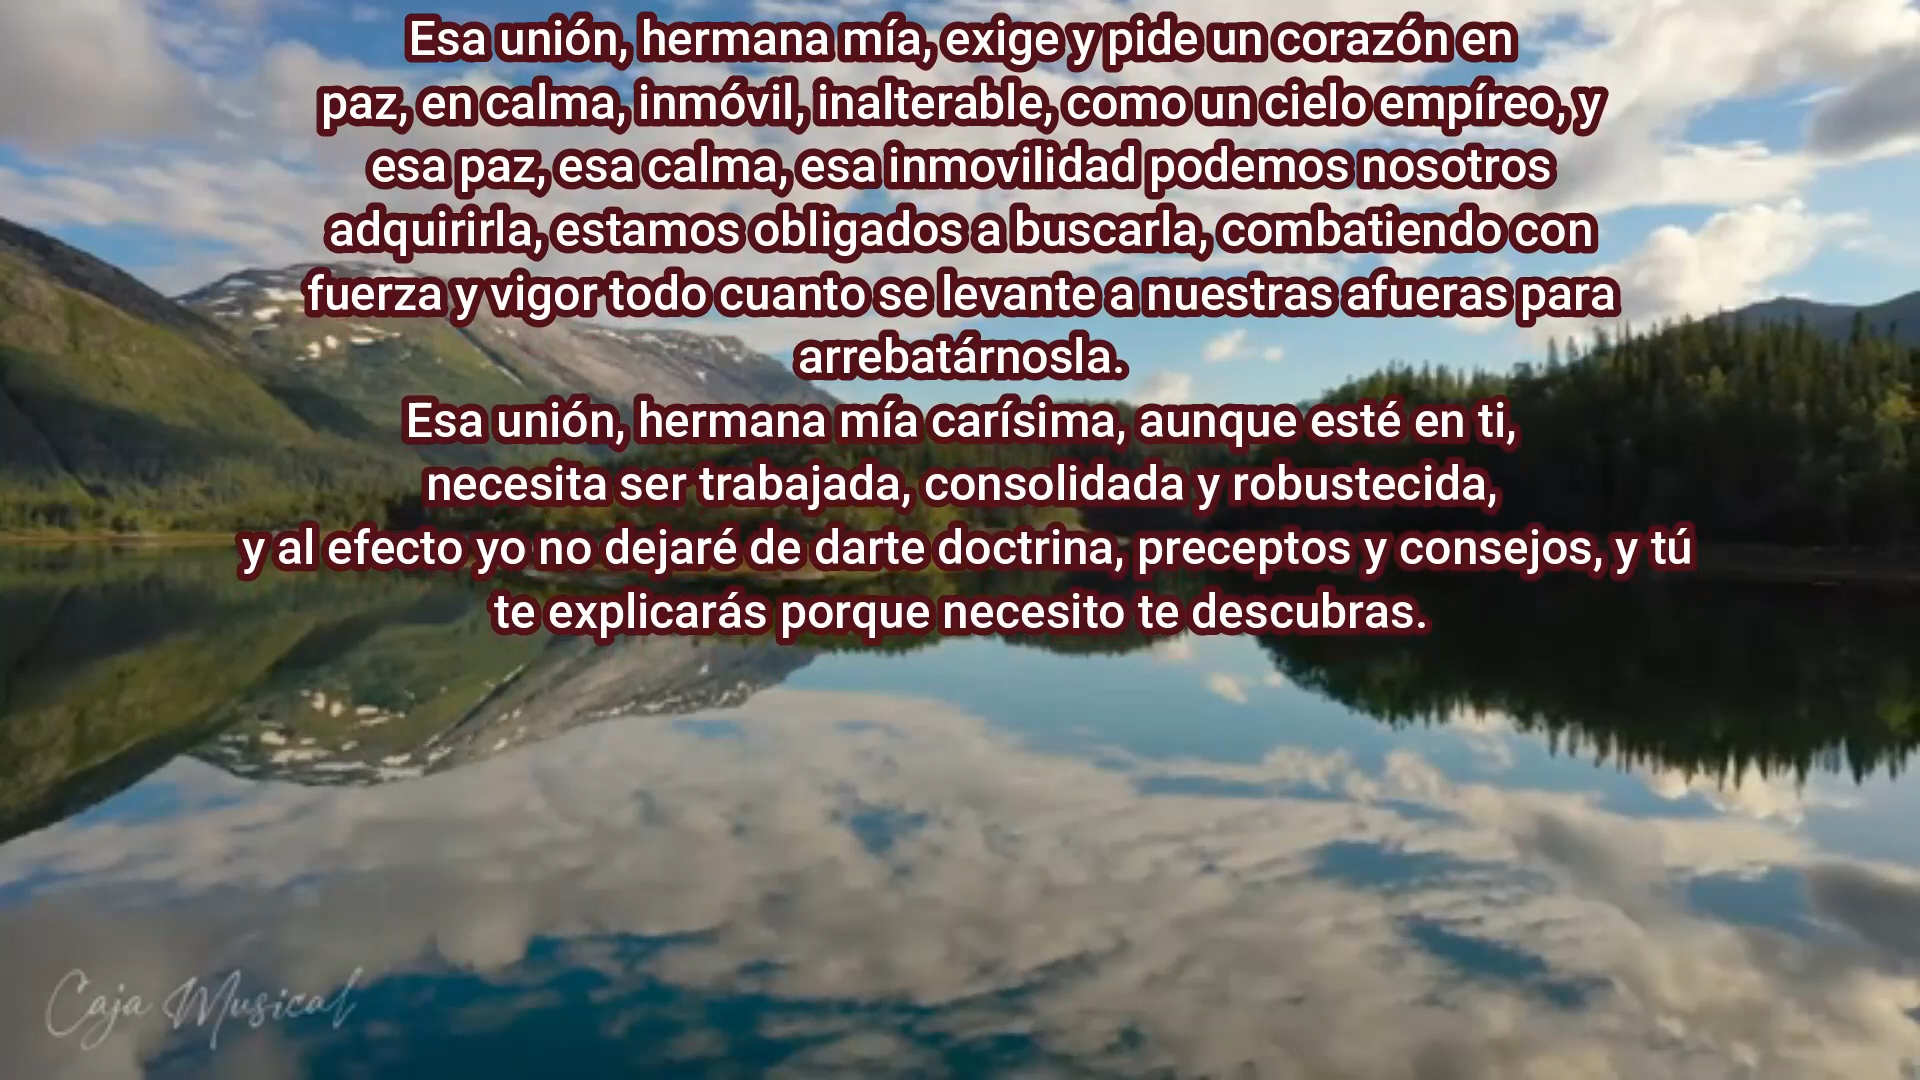 Esa unión, hermana mía, exige y pide un corazón en
paz, en calma, inmóvil, inalterable, como un cielo empíreo, y
esa paz, esa calma, esa inmovilidad podemos nosotros
adquirirla, estamos obligados a buscarla, combatiendo con
fuerza y vigor todo cuanto se levante a nuestras afueras para
arrebatárnosla.
Esa unión, hermana mía carísima, aunque esté en ti,
necesita ser trabajada, consolidada y robustecida,
y al efecto yo no dejaré de darte doctrina, preceptos y consejos, y tú
te explicarás porque necesito te descubras.
Caja Musical